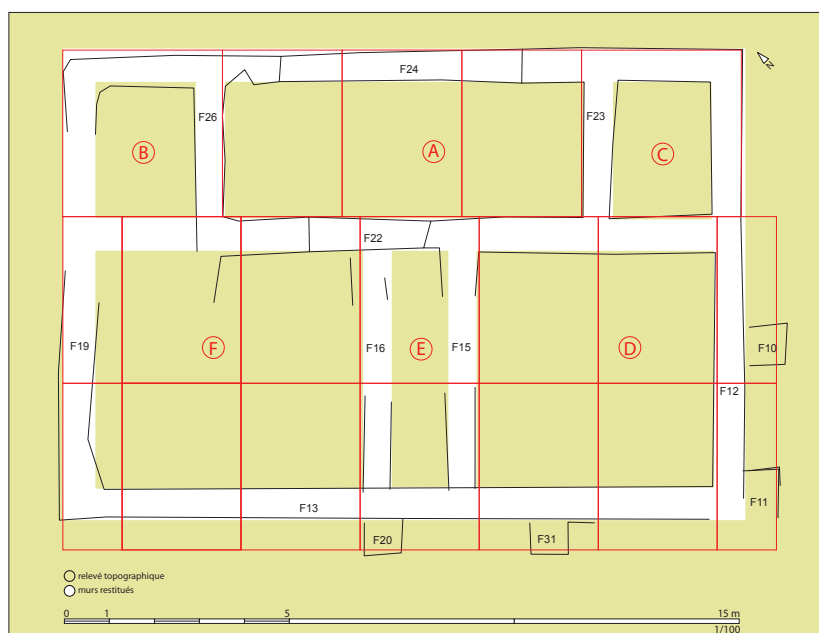 N
F24
F26
F23
B
A
C
F22
F19
F
F16
E
F15
D
F10
F12
F11
F13
F20
F31
relevé topographique
murs restitués
0 1 5 15 m
1/100